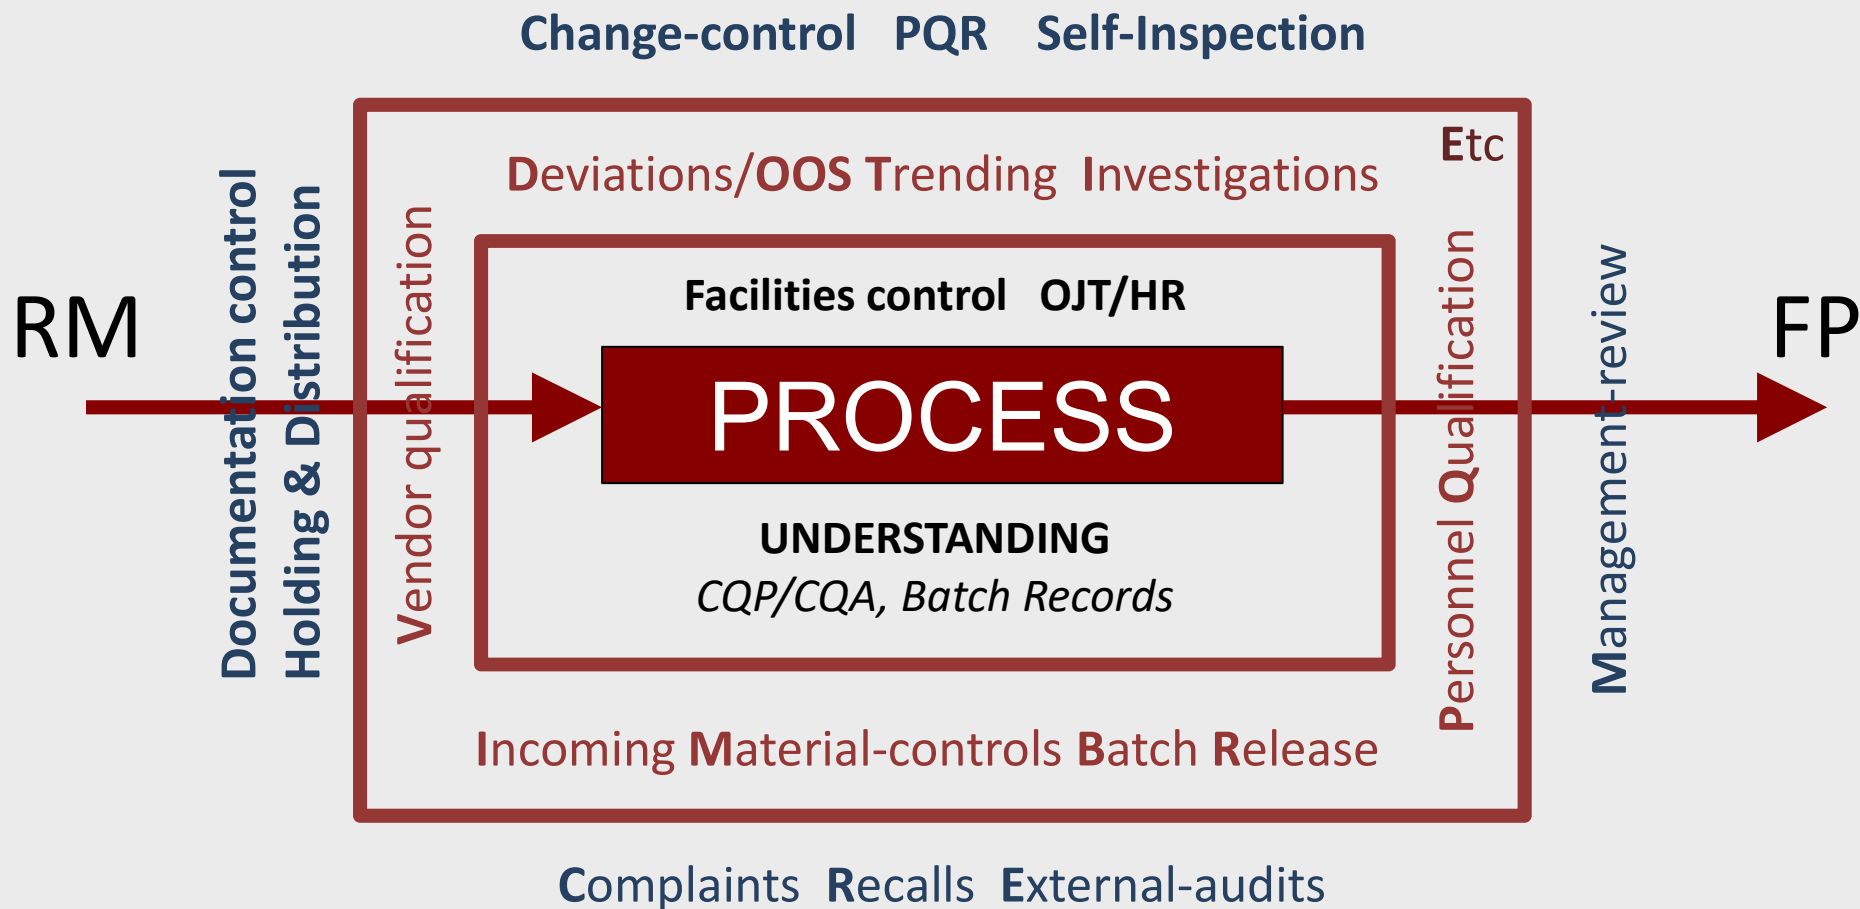 Change-control PQR Self-Inspection
Etc
Deviations/OOS Trending Investigations
Documentation control
Holding & Distribution
Vendor qualification
Facilities control OJT/HR
Personnel Qualification
Management-review
RM
FP
PROCESS
UNDERSTANDING
CQP/CQA, Batch Records
Incoming Material-controls Batch Release
Complaints Recalls External-audits